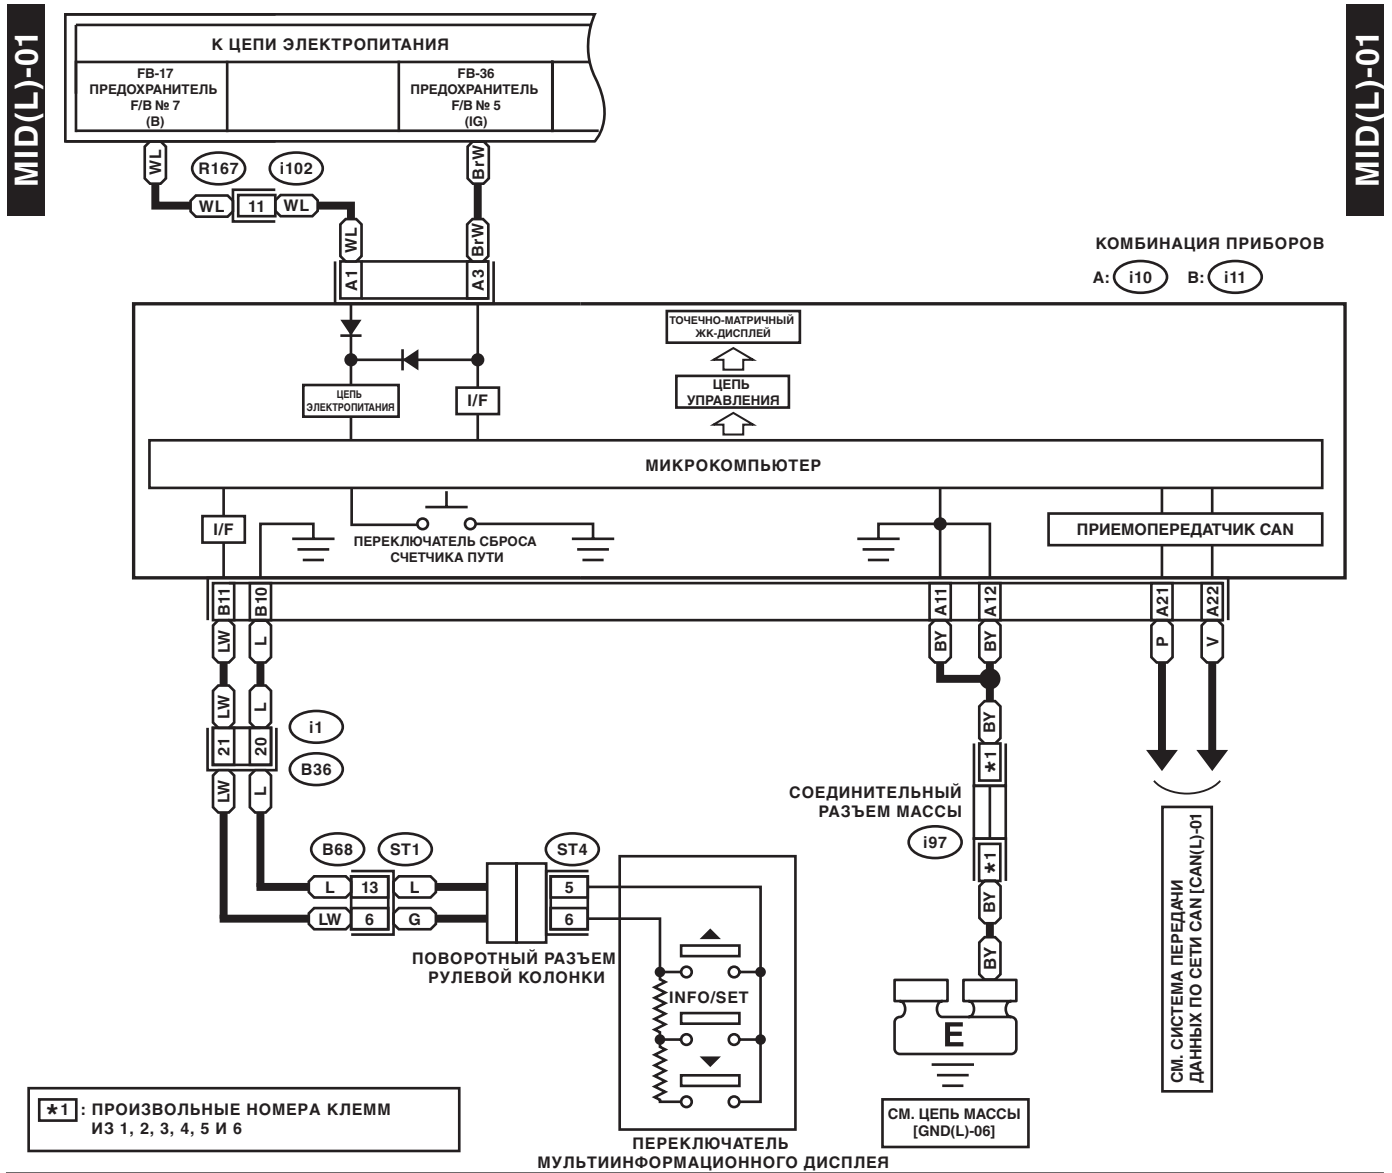 MID(L)-01
MID(L)-01
К ЦЕПИ ЭЛЕКТРОПИТАНИЯ
FB-17
ПРЕДОХРАНИТЕЛЬ
F/B № 7
(B)
FB-36
ПРЕДОХРАНИТЕЛЬ
F/B № 5
(IG)
WL
R167
i102
BrW
WL
11
WL
WL
BrW
A1
A3
КОМБИНАЦИЯ ПРИБОРОВ
A: i10 B: i11
ТОЧЕЧНО-МАТРИЧНЫЙ
ЖК-ДИСПЛЕЙ
ЦЕПЬ
УПРАВЛЕНИЯ
ЦЕПЬ
ЭЛЕКТРОПИТАНИЯ
I/F
МИКРОКОМПЬЮТЕР
I/F
ПЕРЕКЛЮЧАТЕЛЬ СБРОСА
СЧЕТЧИКА ПУТИ
ПРИЕМОПЕРЕДАТЧИК CAN
B11
B10
A11
A12
A21
A22
LW
L
BY
BY
P
V
LW
L
BY
21
20
i1
B36
*1
LW
L
СОЕДИНИТЕЛЬНЫЙ
РАЗЪЕМ МАССЫ
i97
*1
BY
BY
B68
ST1
ST4
L
13
L
5
LW
6
G
6
ПОВОРОТНЫЙ РАЗЪЕМ
РУЛЕВОЙ КОЛОНКИ
INFO/SET
E
СМ. СИСТЕМА ПЕРЕДАЧИ
ДАННЫХ ПО СЕТИ CAN [CAN(L)-01
*1 : ПРОИЗВОЛЬНЫЕ НОМЕРА КЛЕММ
ИЗ 1, 2, 3, 4, 5 И 6
СМ. ЦЕПЬ МАССЫ
[GND(L)-06]
ПЕРЕКЛЮЧАТЕЛЬ
МУЛЬТИИНФОРМАЦИОННОГО ДИСПЛЕЯ